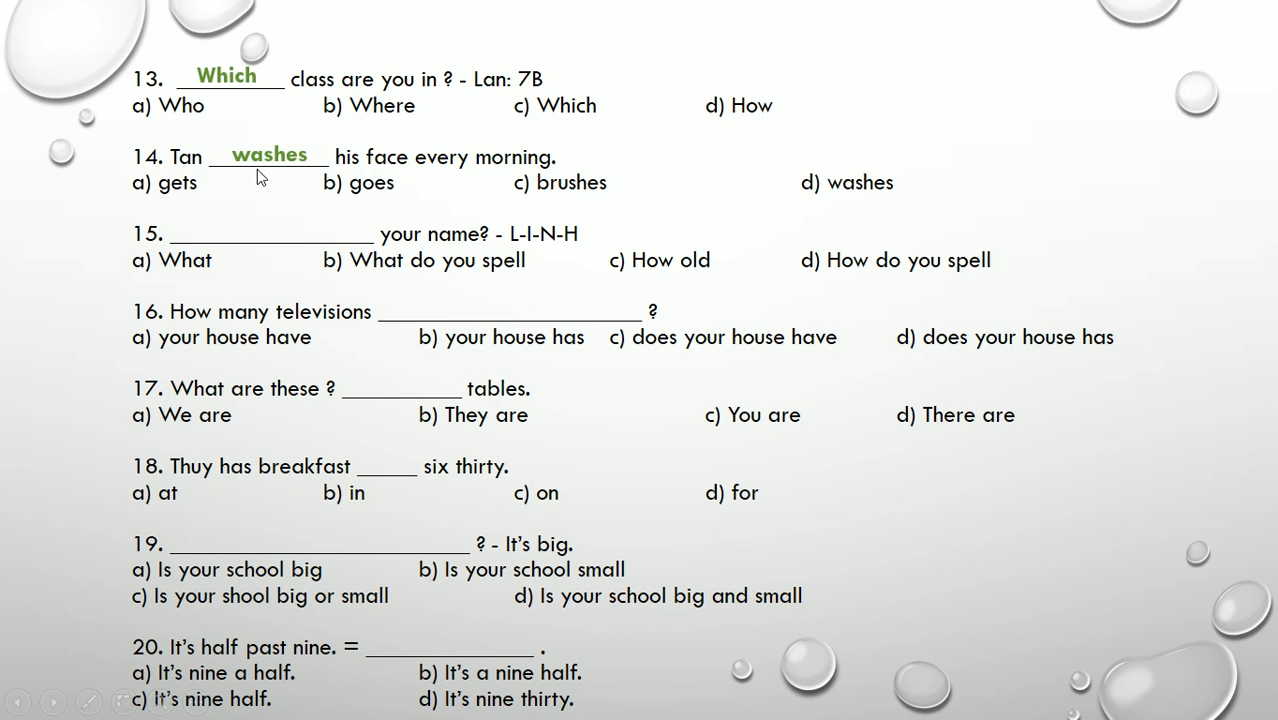 13. Which class are you in ? - Lan: 7B
a) Who b) Where c) Which d) How
14. Tan washes his face every morning.
a) gets b) goes c) brushes d) washes
15. ____________________ your name? - L-I-N-H
a) What b) What do you spell c) How old d) How do you spell
16. How many televisions __________________________ ?
a) your house have b) your house has c) does your house have d) does your house has
17. What are these ? ____________ tables.
a) We are b) They are c) You are d) There are
18. Thuy has breakfast ______ six thirty.
a) at b) in c) on d) for
19. ______________________________ ? - It's big.
a) Is your school big b) Is your school small
c) Is your shool big or small d) Is your school big and small
20. It's half past nine. = _________________ .
a) It's nine a half. b) It's a nine half.
c) It's nine half. d) It's nine thirty.